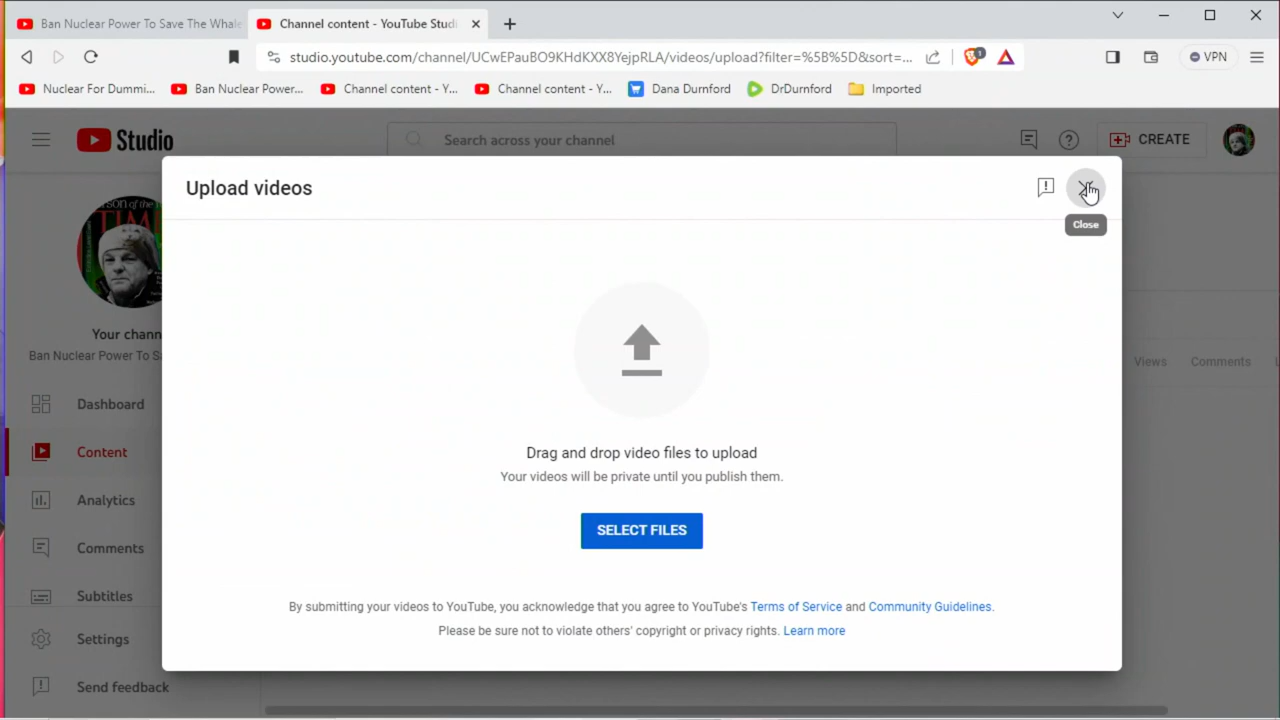 Ban Nuclear Power To Save The Whale
Channel content - YouTube Studi
studio.youtube.com/channel/UCwEPauBO9KHdKXX8YejpRLA/videos/upload?filter=%5B%5D&sort=...
1
VPN
Nuclear For Dummi...
Ban Nuclear Power...
Channel content - Y...
Channel content - Y...
Dana Durnford
DrDurnford
Imported
Studio
Search across your channel
CREATE
Upload videos
Close
Your chann
Ban Nuclear Power To S
Dashboard
Content
Analytics
Comments
Subtitles
Settings
Send feedback
Views
Comments
Drag and drop video files to upload
Your videos will be private until you publish them.
SELECT FILES
By submitting your videos to YouTube, you acknowledge that you agree to YouTube's Terms of Service and Community Guidelines.
Please be sure not to violate others' copyright or privacy rights. Learn more